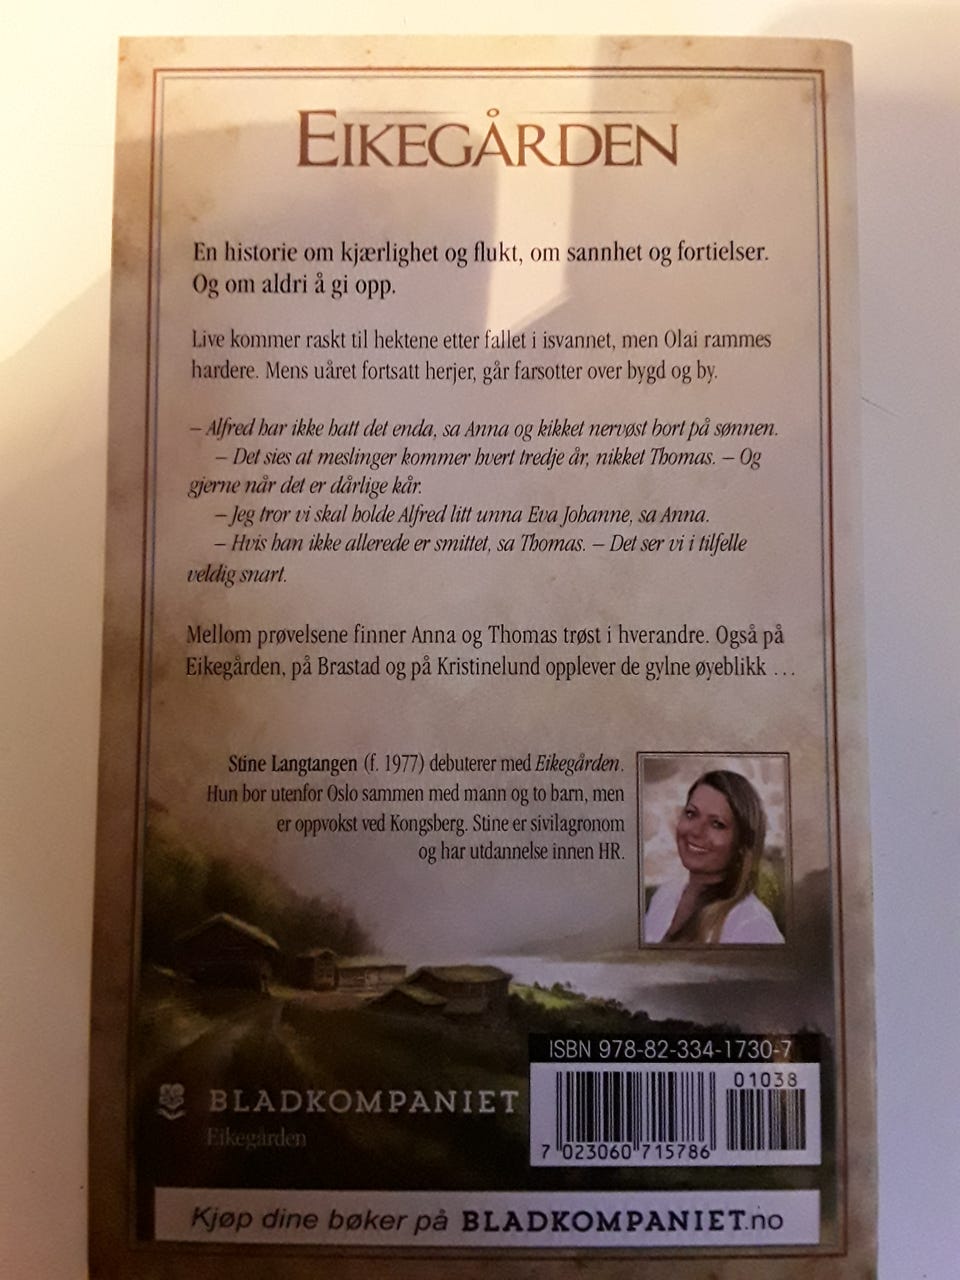 EIKEGÅRDEN
En historie om kjærlighet og flukt, om sannhet og fortielser.
Og om aldri å gi opp.
Live kommer raskt til hektene etter fallet i isvannet, men Olai rammes
hardere. Mens uåret fortsatt herjer, går farsotter over bygd og by.
– Alfred har ikke hatt det enda, sa Anna og kikket nervøst bort på sønnen.
– Det sies at meslinger kommer hvert tredje år, nikket Thomas. – Og
gjerne når det er dårlige kår.
– Jeg tror vi skal holde Alfred litt unna Eva Johanne, sa Anna.
– Hvis han ikke allerede er smittet, sa Thomas. – Det ser vi i tilfelle
veldig snart.
Mellom prøvelsene finner Anna og Thomas trøst i hverandre. Også på
Eikegården, på Brastad og på Kristinelund opplever de gylne øyeblikk ...
Stine Langtangen (f. 1977) debuterer med Eikegården.
Hun bor utenfor Oslo sammen med mann og to barn, men
er oppvokst ved Kongsberg. Stine er sivilagronom
og har utdannelse innen HR.
ISBN 978-82-334-1730-7
01038
7 023060 715786
BLADKOMPANIET
Eikegården
Kjøp dine bøker på BLADKOMPANIET.no